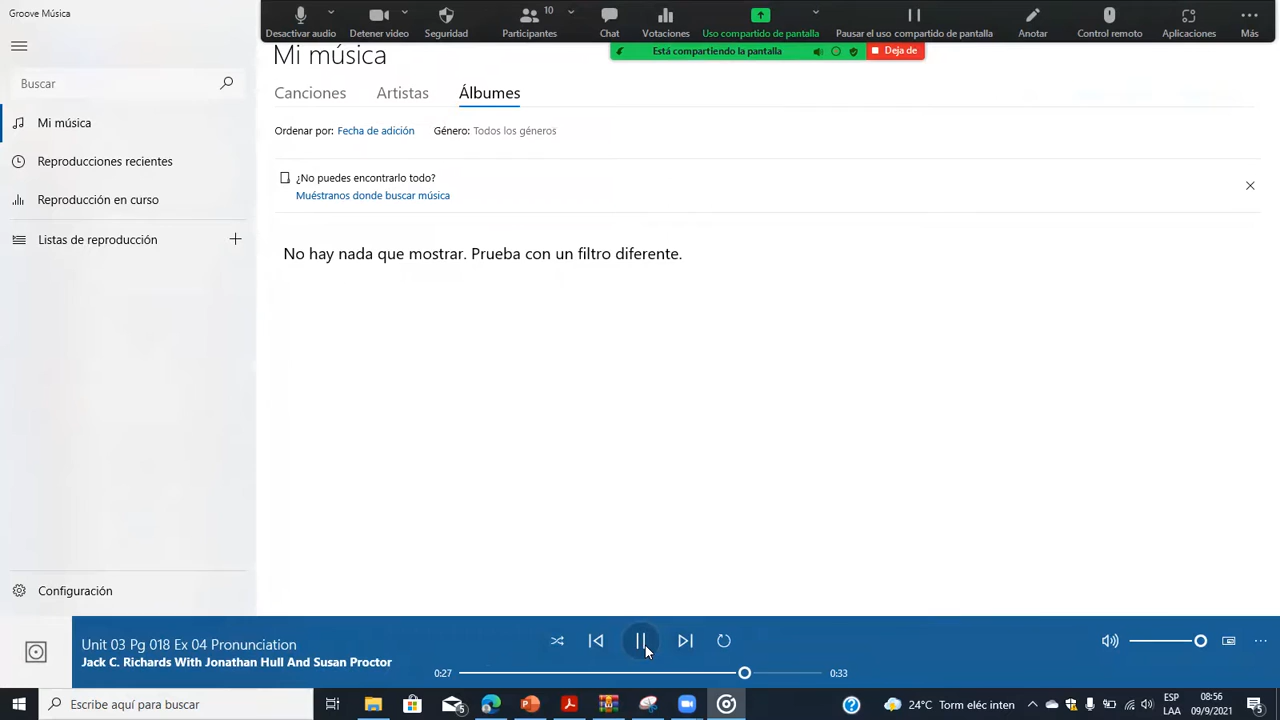 Groove Música
Desactivar audio
Detener video
Seguridad
Participantes
10
Chat
Votaciones
Uso compartido de pantalla
Pausar el uso compartido de pantalla
Anotar
Control remoto
Aplicaciones
Más
Está compartiendo la pantalla
Deja de
Buscar
Mi música
Reproducciones recientes
Reproducción en curso
Listas de reproducción
Configuración
Mi música
Canciones Artistas Álbumes
Ordenar por: Fecha de adición Género: Todos los géneros
¿No puedes encontrarlo todo?
Muéstranos donde buscar música
No hay nada que mostrar. Prueba con un filtro diferente.
Unit 03 Pg 018 Ex 04 Pronunciation
Jack C. Richards With Jonathan Hull And Susan Proctor
0:27
0:33
Escribe aquí para buscar
5
24°C Torm eléc inten
ESP
LAA
08:56
09/9/2021
5